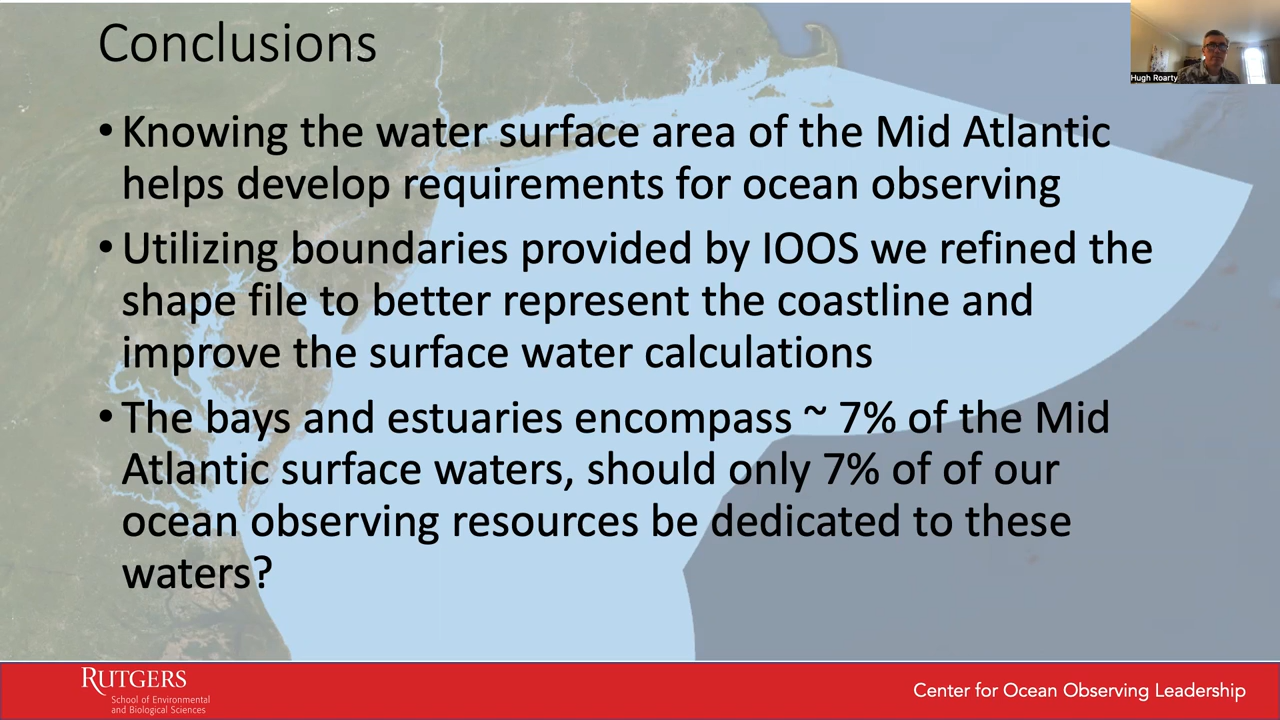 Conclusions
Hugh Roarty
• Knowing the water surface area of the Mid Atlantic
helps develop requirements for ocean observing
• Utilizing boundaries provided by IOOS we refined the
shape file to better represent the coastline and
improve the surface water calculations
• The bays and estuaries encompass ~ 7% of the Mid
Atlantic surface waters, should only 7% of of our
ocean observing resources be dedicated to these
waters?
RUTGERS
School of Environmental
and Biological Sciences
Center for Ocean Observing Leadership